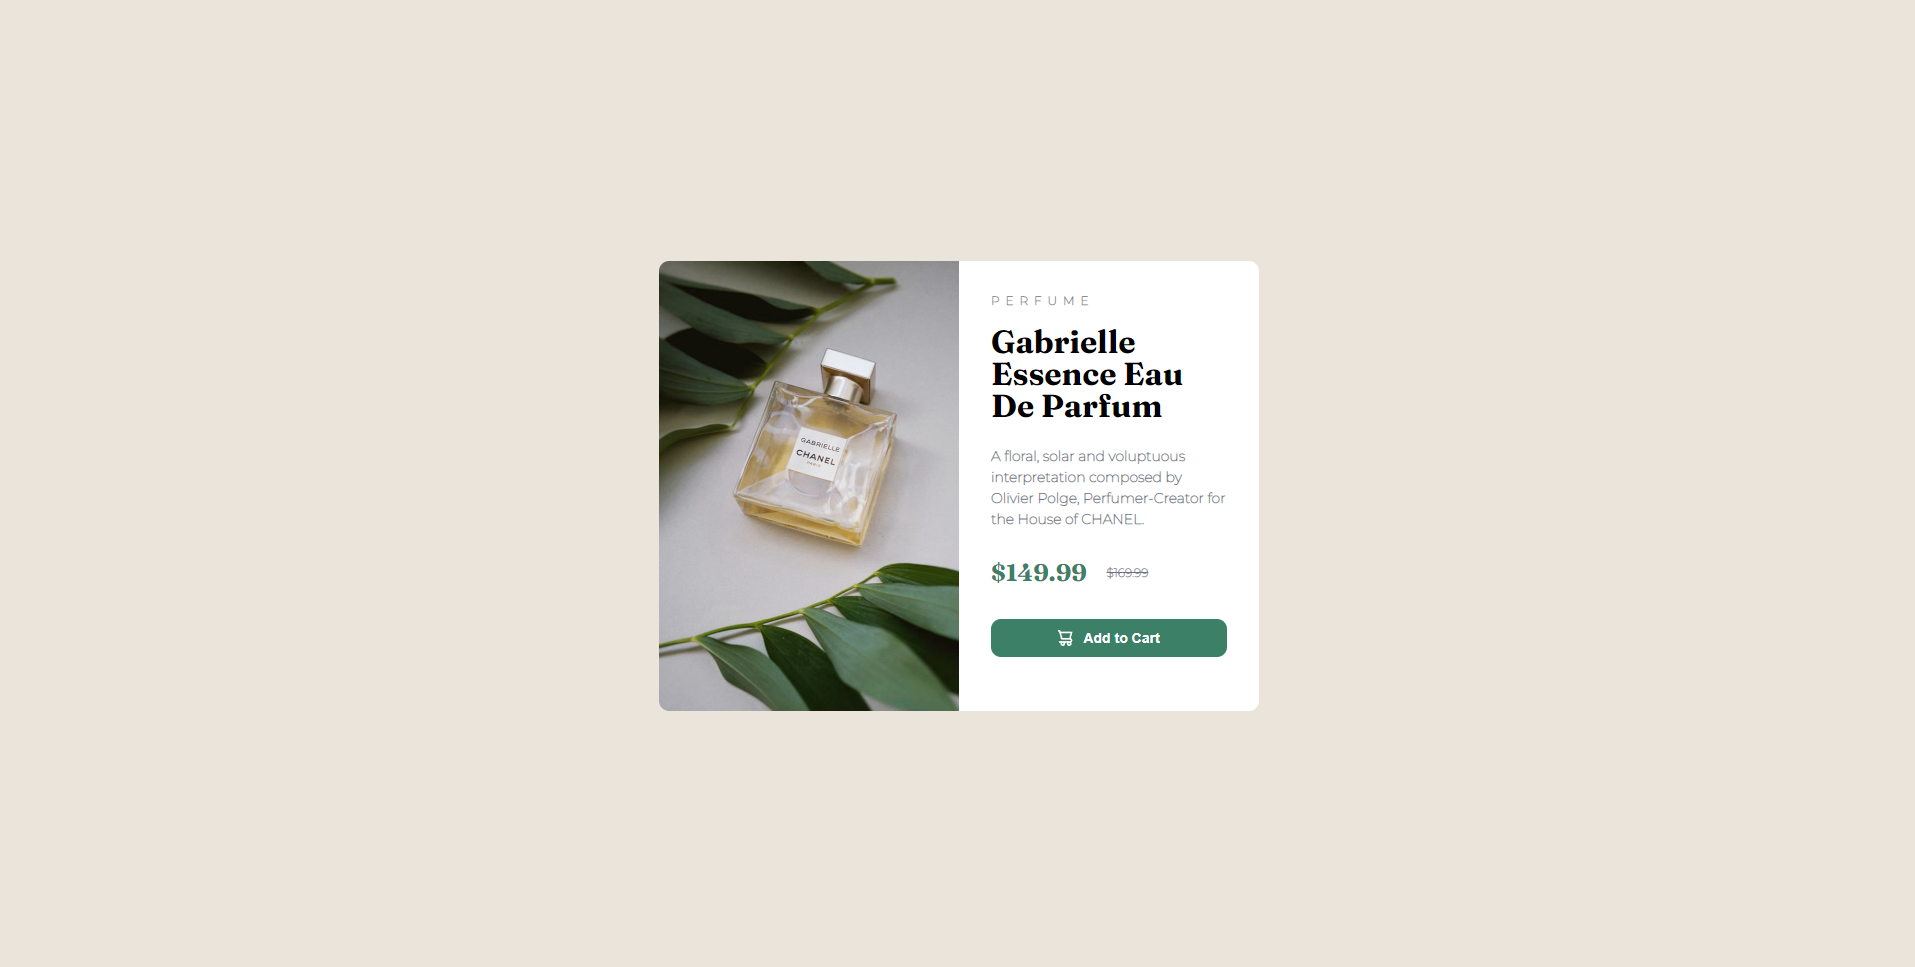 GABRIELLE
CHANEL
PARIS
PERFUME
Gabrielle
Essence Eau
De Parfum
A floral, solar and voluptuous
interpretation composed by
Olivier Polge, Perfumer-Creator for
the House of CHANEL.
$149.99 $169.99
Add to Cart